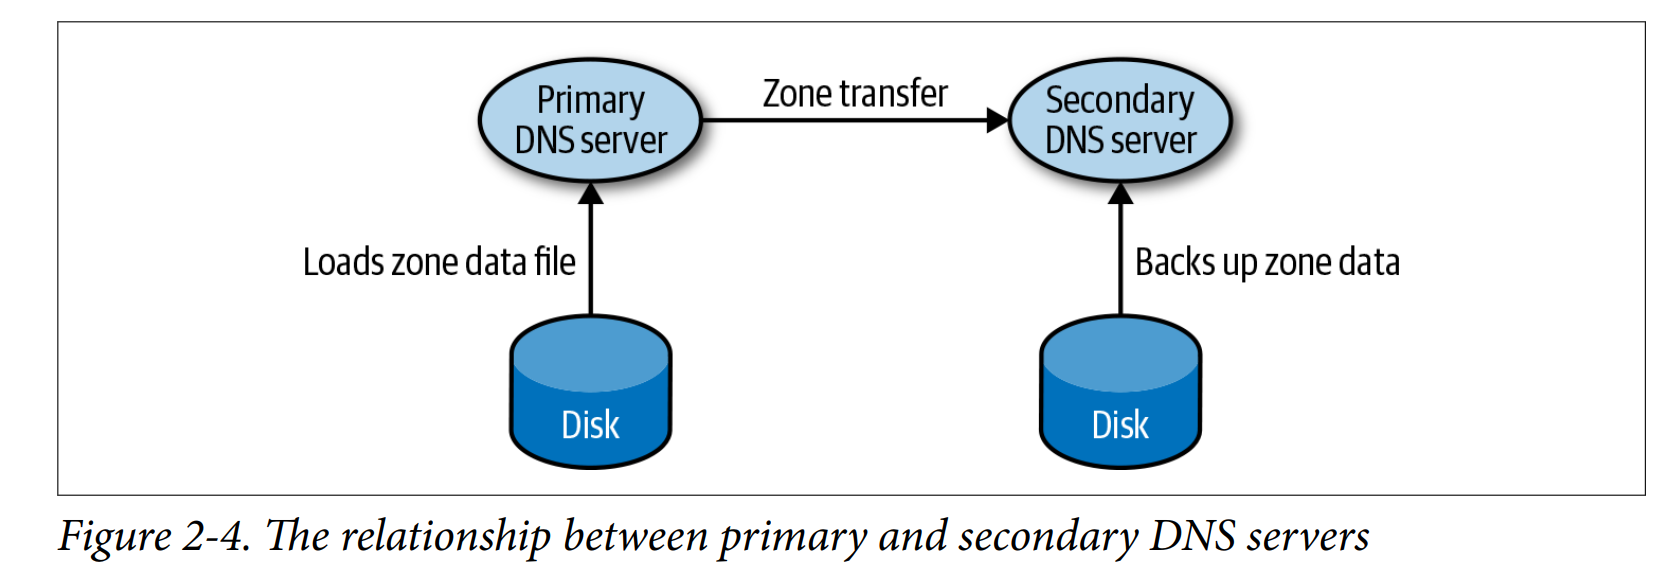 Primary
DNS server
Zone transfer
Secondary
DNS server
Loads zone data file
Backs up zone data
Disk
Disk
Figure 2-4. The relationship between primary and secondary DNS servers